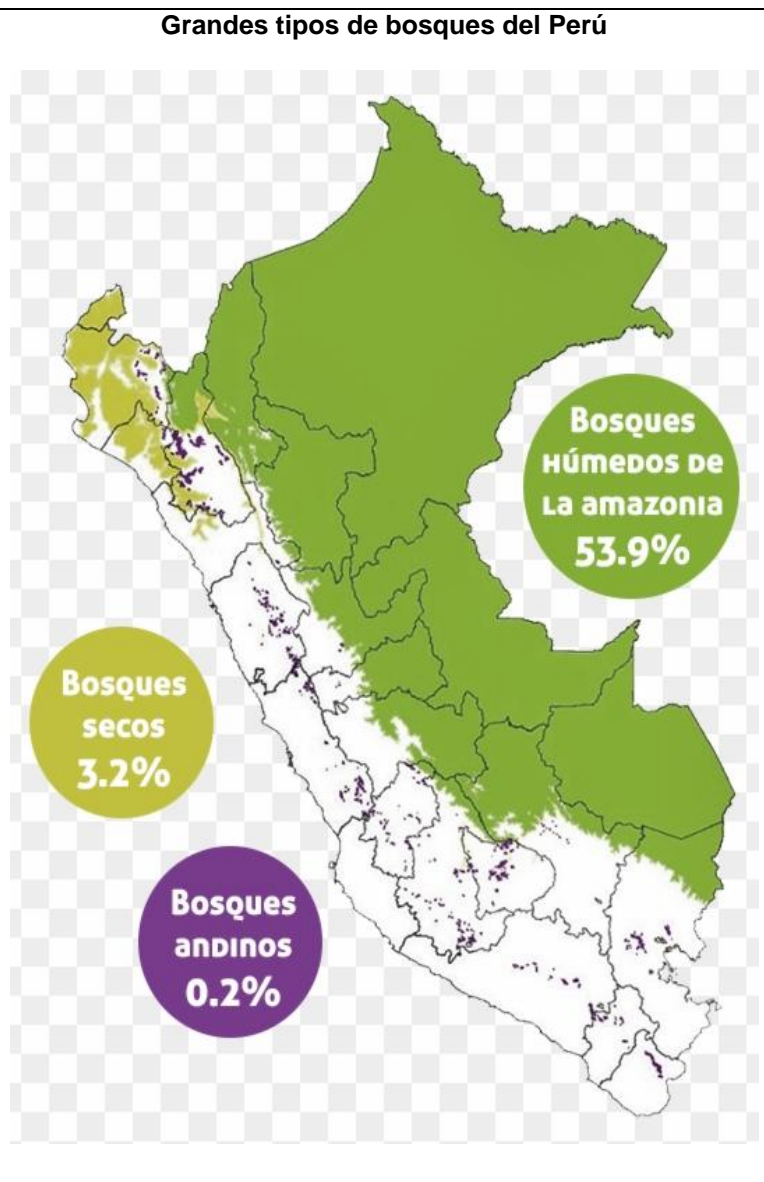 Grandes tipos de bosques del Perú
Bosques
HÚMEDOS DE
La amazonia
53.9%
Bosques
secos
3.2%
Bosques
andinos
0.2%